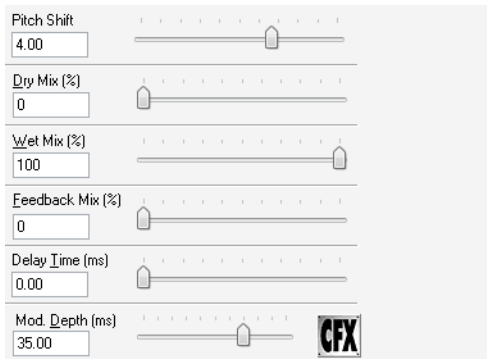 Pitch Shift
4.00
Dry Mix (%)
0
Wet Mix (%)
100
Feedback Mix (%)
0
Delay Time (ms)
0.00
Mod. Depth (ms)
35.00
CFX